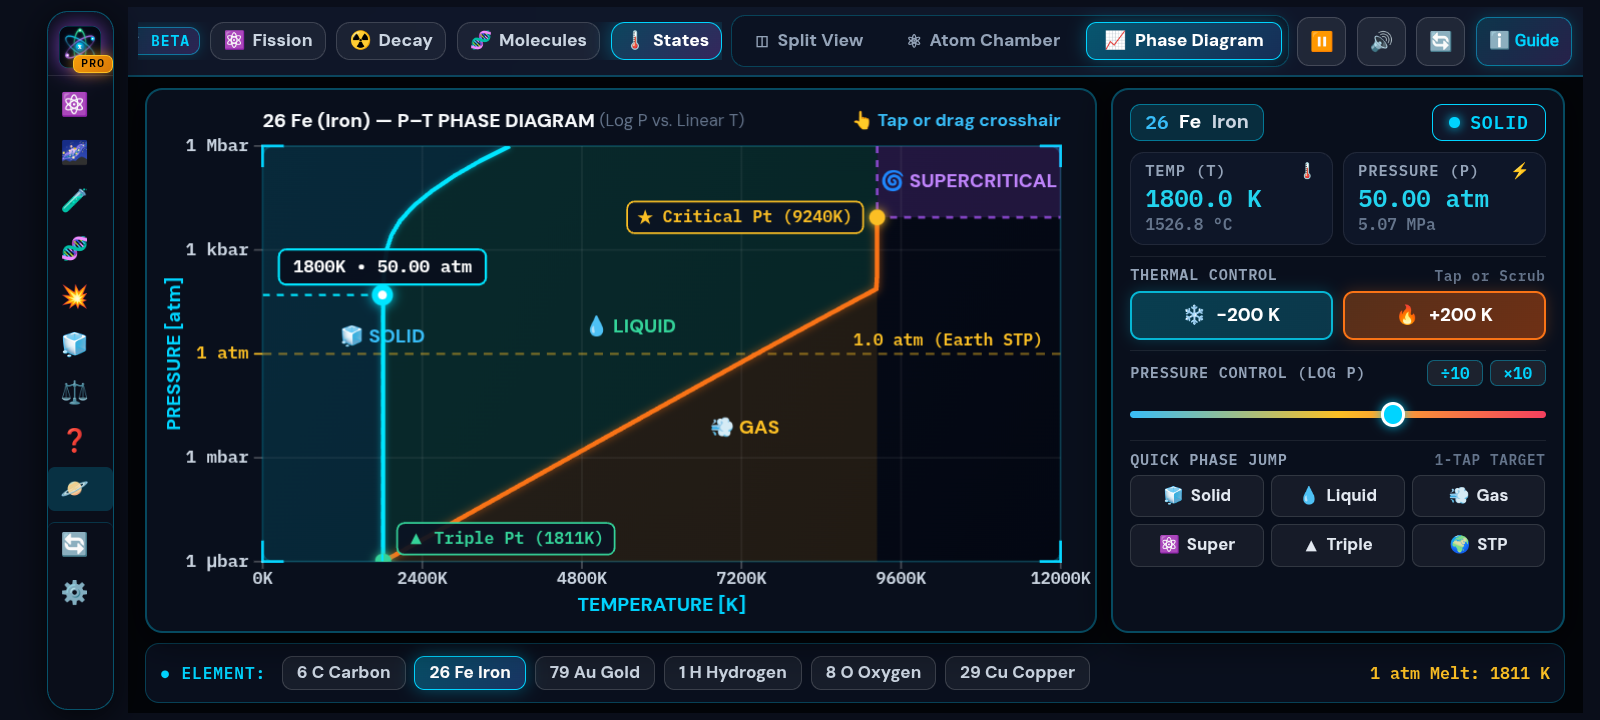 PRO
BETA
Fission
Decay
Molecules
States
Split View
Atom Chamber
Phase Diagram
Guide
26 Fe (Iron) — P–T PHASE DIAGRAM (Log P vs. Linear T)
Tap or drag crosshair
1 Mbar
1 kbar
1 atm
1 mbar
1 μbar
PRESSURE [atm]
SUPERCRITICAL
★ Critical Pt (9240K)
1800K • 50.00 atm
SOLID
LIQUID
1.0 atm (Earth STP)
GAS
▲ Triple Pt (1811K)
0K
2400K
4800K
7200K
9600K
12000K
TEMPERATURE [K]
26 Fe Iron
SOLID
TEMP (T)
1800.0 K
1526.8 °C
PRESSURE (P)
50.00 atm
5.07 MPa
THERMAL CONTROL
Tap or Scrub
−200 K
+200 K
PRESSURE CONTROL (LOG P)
÷10
×10
QUICK PHASE JUMP
1-TAP TARGET
Solid
Liquid
Gas
Super
▲ Triple
STP
ELEMENT:
6 C Carbon
26 Fe Iron
79 Au Gold
1 H Hydrogen
8 O Oxygen
29 Cu Copper
1 atm Melt: 1811 K